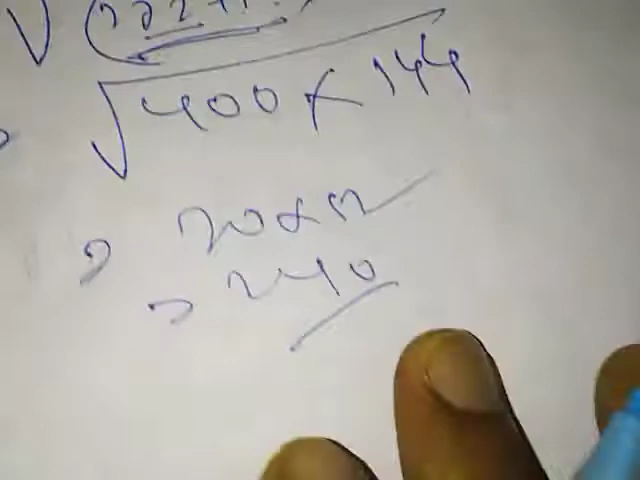 √400×144
= 20×12
= 240